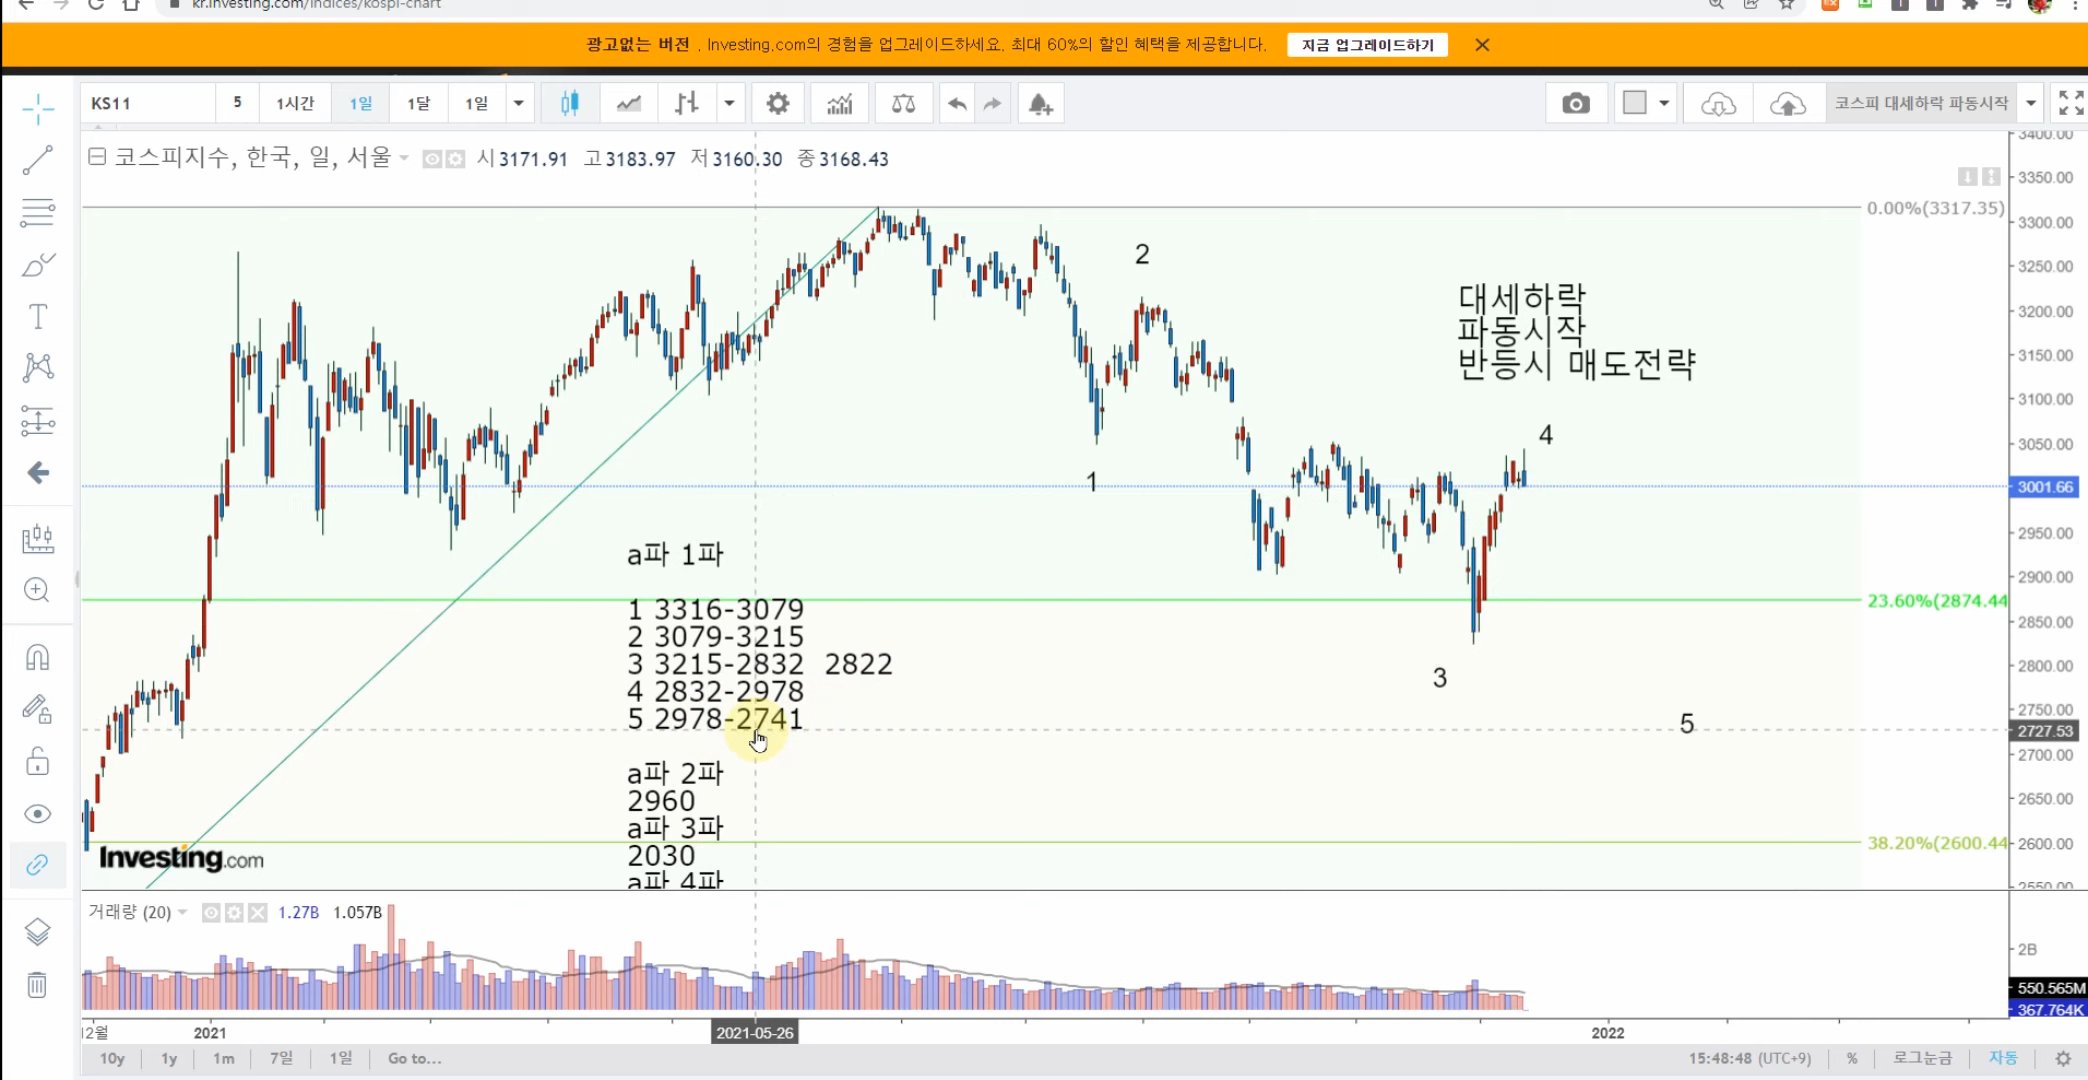 kr.investing.com/indices/kospi-chart
광고없는 버전 . Investing.com의 경험을 업그레이드하세요. 최대 60%의 할인 혜택을 제공합니다.
지금 업그레이드하기
KS11 5 1시간 1일 1달 1일
코스피 대세하락 파동시작
코스피지수, 한국, 일, 서울 시3171.91 고3183.97 저3160.30 종3168.43
3400.00
3350.00
0.00%(3317.35)
3300.00
2
3250.00
대세하락
파동시작
반등시 매도전략
3200.00
3150.00
3100.00
4
3050.00
1
3001.66
2950.00
a파 1파
2900.00
23.60%(2874.44
1 3316-3079
2 3079-3215
3 3215-2832 2822
4 2832-2978
5 2978-2741
2850.00
2800.00
3
2750.00
5
2727.53
2700.00
a파 2파
2960
a파 3파
2030
a파 4파
2650.00
38.20%(2600.44
2600.00
2550.00
Investing.com
거래량 (20) 1.27B 1.057B
2B
550.565M
367.764K
12월 2021 2021-05-26 2022
10y 1y 1m 7일 1일 Go to...
15:48:48 (UTC+9) % 로그눈금 자동